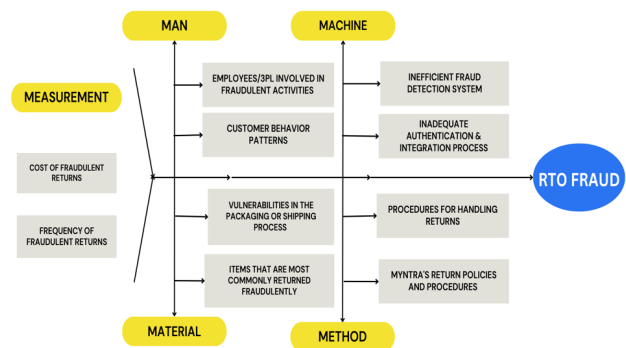 MAN
MACHINE
EMPLOYEES/3PL INVOLVED IN
FRAUDULENT ACTIVITIES
INEFFICIENT FRAUD
DETECTION SYSTEM
MEASUREMENT
CUSTOMER BEHAVIOR
PATTERNS
INADEQUATE
AUTHENTICATION &
INTEGRATION PROCESS
COST OF FRAUDULENT
RETURNS
RTO FRAUD
VULNERABILITIES IN THE
PACKAGING OR SHIPPING
PROCESS
PROCEDURES FOR HANDLING
RETURNS
FREQUENCY OF
FRAUDULENT RETURNS
ITEMS THAT ARE MOST
COMMONLY RETURNED
FRAUDULENTLY
MYNTRA'S RETURN POLICIES
AND PROCEDURES
MATERIAL
METHOD